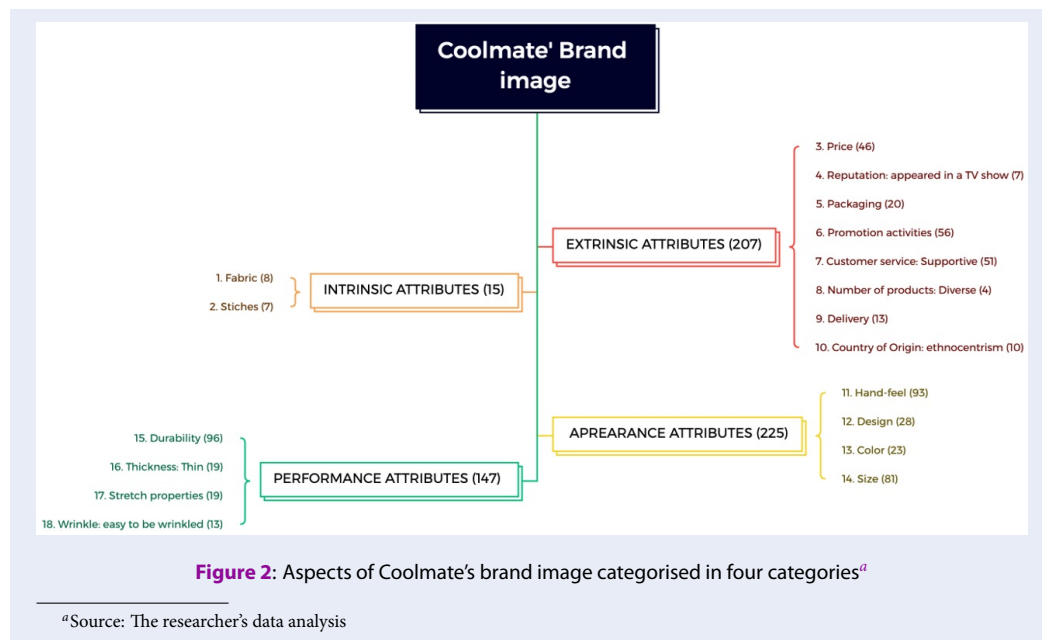 Coolmate' Brand
image
EXTRINSIC ATTRIBUTES (207)
3. Price (46)
4. Reputation: appeared in a TV show (7)
5. Packaging (20)
6. Promotion activities (56)
7. Customer service: Supportive (51)
8. Number of products: Diverse (4)
9. Delivery (13)
10. Country of Origin: ethnocentrism (10)
INTRINSIC ATTRIBUTES (15)
1. Fabric (8)
2. Stiches (7)
APREARANCE ATTRIBUTES (225)
11. Hand-feel (93)
12. Design (28)
13. Color (23)
14. Size (81)
PERFORMANCE ATTRIBUTES (147)
15. Durability (96)
16. Thickness: Thin (19)
17. Stretch properties (19)
18. Wrinkle: easy to be wrinkled (13)
Figure 2: Aspects of Coolmate's brand image categorised in four categories a
a Source: The researcher's data analysis